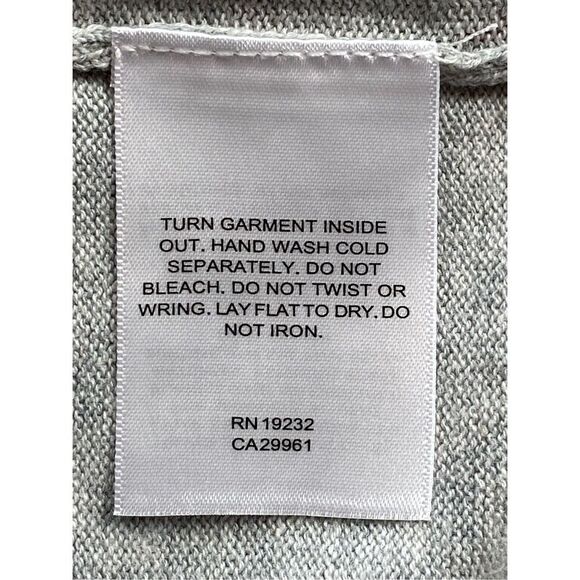 TURN GARMENT INSIDE
OUT. HAND WASH COLD
SEPARATELY. DO NOT
BLEACH. DO NOT TWIST OR
WRING. LAY FLAT TO DRY. DO
NOT IRON.
RN 19232
CA29961